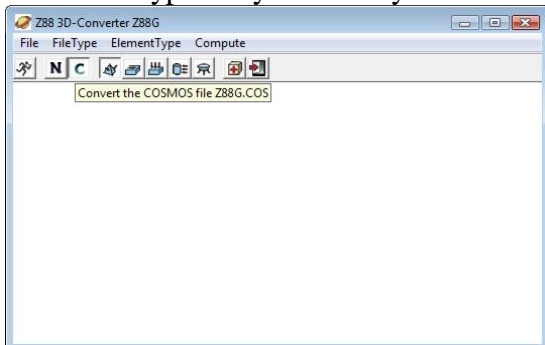 Z88 3D-Converter Z88G
File FileType ElementType Compute
N C
Convert the COSMOS file Z88G.COS